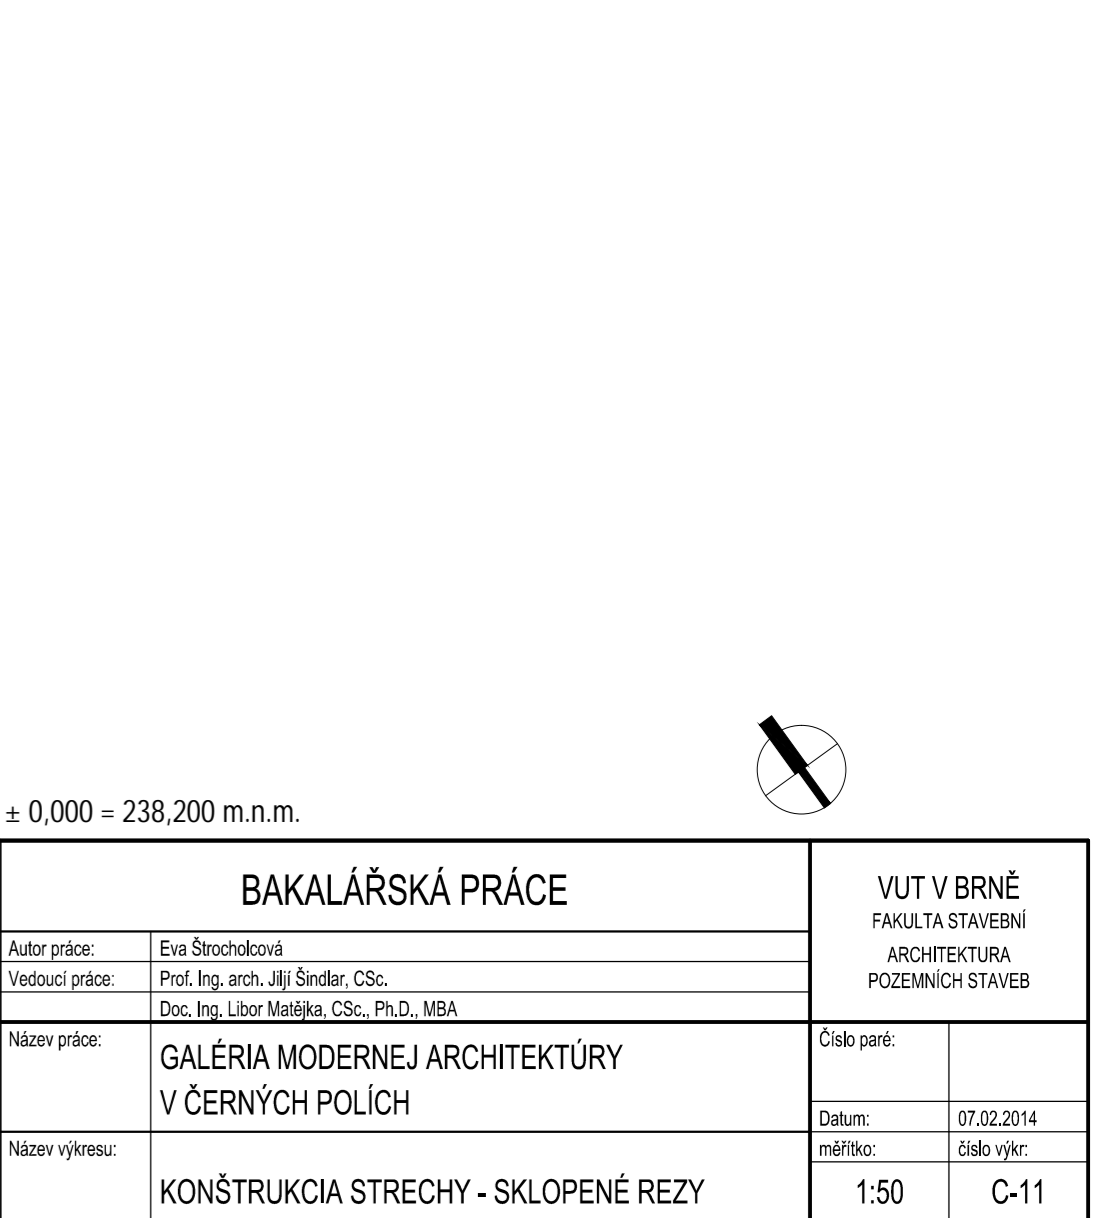 ± 0,000 = 238,200 m.n.m.
BAKALÁŘSKÁ PRÁCE
VUT V BRNĚ
FAKULTA STAVEBNÍ
ARCHITEKTURA
POZEMNÍCH STAVEB
Autor práce: Eva Štrocholcová
Vedoucí práce: Prof. Ing. arch. Jiljí Šindlar, CSc.
Doc. Ing. Libor Matějka, CSc., Ph.D., MBA
Název práce:
GALÉRIA MODERNEJ ARCHITEKTÚRY
V ČERNÝCH POLÍCH
Číslo paré:
Datum: 07.02.2014
Název výkresu:
KONŠTRUKCIA STRECHY - SKLOPENÉ REZY
měřítko: číslo výkr:
1:50 C-11